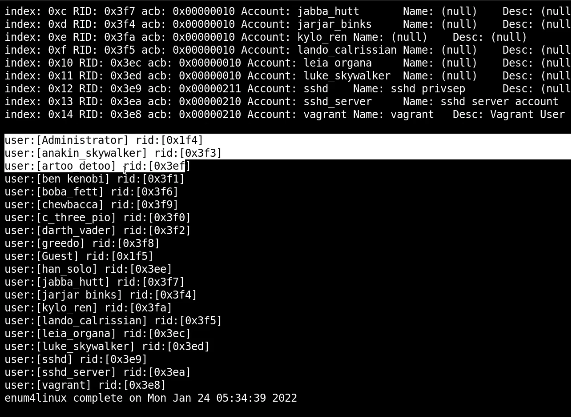 index: 0xc RID: 0x3f7 acb: 0x00000010 Account: jabba_hutt Name: (null) Desc: (null
index: 0xd RID: 0x3f4 acb: 0x00000010 Account: jarjar_binks Name: (null) Desc: (null
index: 0xe RID: 0x3fa acb: 0x00000010 Account: kylo_ren Name: (null) Desc: (null)
index: 0xf RID: 0x3f5 acb: 0x00000010 Account: lando_calrissian Name: (null) Desc: (null
index: 0x10 RID: 0x3ec acb: 0x00000010 Account: leia_organa Name: (null) Desc: (null
index: 0x11 RID: 0x3ed acb: 0x00000010 Account: luke_skywalker Name: (null) Desc: (null
index: 0x12 RID: 0x3e9 acb: 0x00000211 Account: sshd Name: sshd privsep Desc: (null
index: 0x13 RID: 0x3ea acb: 0x00000210 Account: sshd_server Name: sshd server account
index: 0x14 RID: 0x3e8 acb: 0x00000210 Account: vagrant Name: vagrant Desc: Vagrant User
user:[Administrator] rid:[0x1f4]
user:[anakin_skywalker] rid:[0x3f3]
user:[artoo_detoo] rid:[0x3ef]
user:[ben_kenobi] rid:[0x3f1]
user:[boba_fett] rid:[0x3f6]
user:[chewbacca] rid:[0x3f9]
user:[c_three_pio] rid:[0x3f0]
user:[darth_vader] rid:[0x3f2]
user:[greedo] rid:[0x3f8]
user:[Guest] rid:[0x1f5]
user:[han_solo] rid:[0x3ee]
user:[jabba_hutt] rid:[0x3f7]
user:[jarjar_binks] rid:[0x3f4]
user:[kylo_ren] rid:[0x3fa]
user:[lando_calrissian] rid:[0x3f5]
user:[leia_organa] rid:[0x3ec]
user:[luke_skywalker] rid:[0x3ed]
user:[sshd] rid:[0x3e9]
user:[sshd_server] rid:[0x3ea]
user:[vagrant] rid:[0x3e8]
enum4linux complete on Mon Jan 24 05:34:39 2022